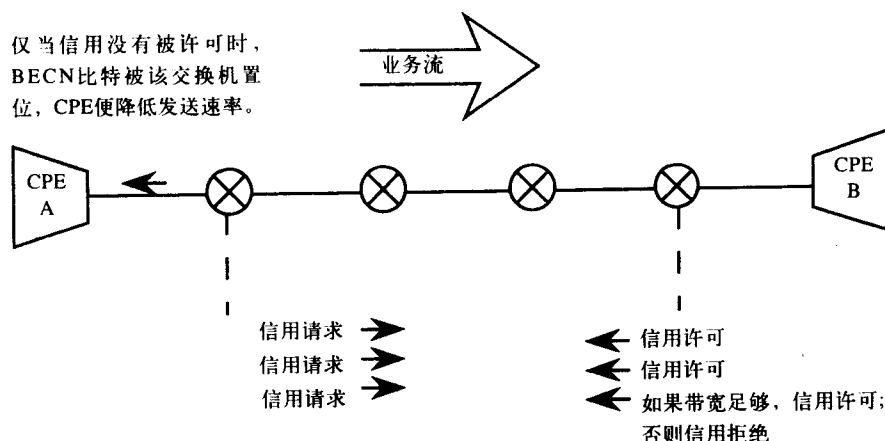 仅当信用没有被许可时，
BECN比特被该交换机置
位，CPE便降低发送速率。
业务流
CPE
A
CPE
B
信用请求
信用请求
信用请求
信用许可
信用许可
如果带宽足够，信用许可;
否则信用拒绝